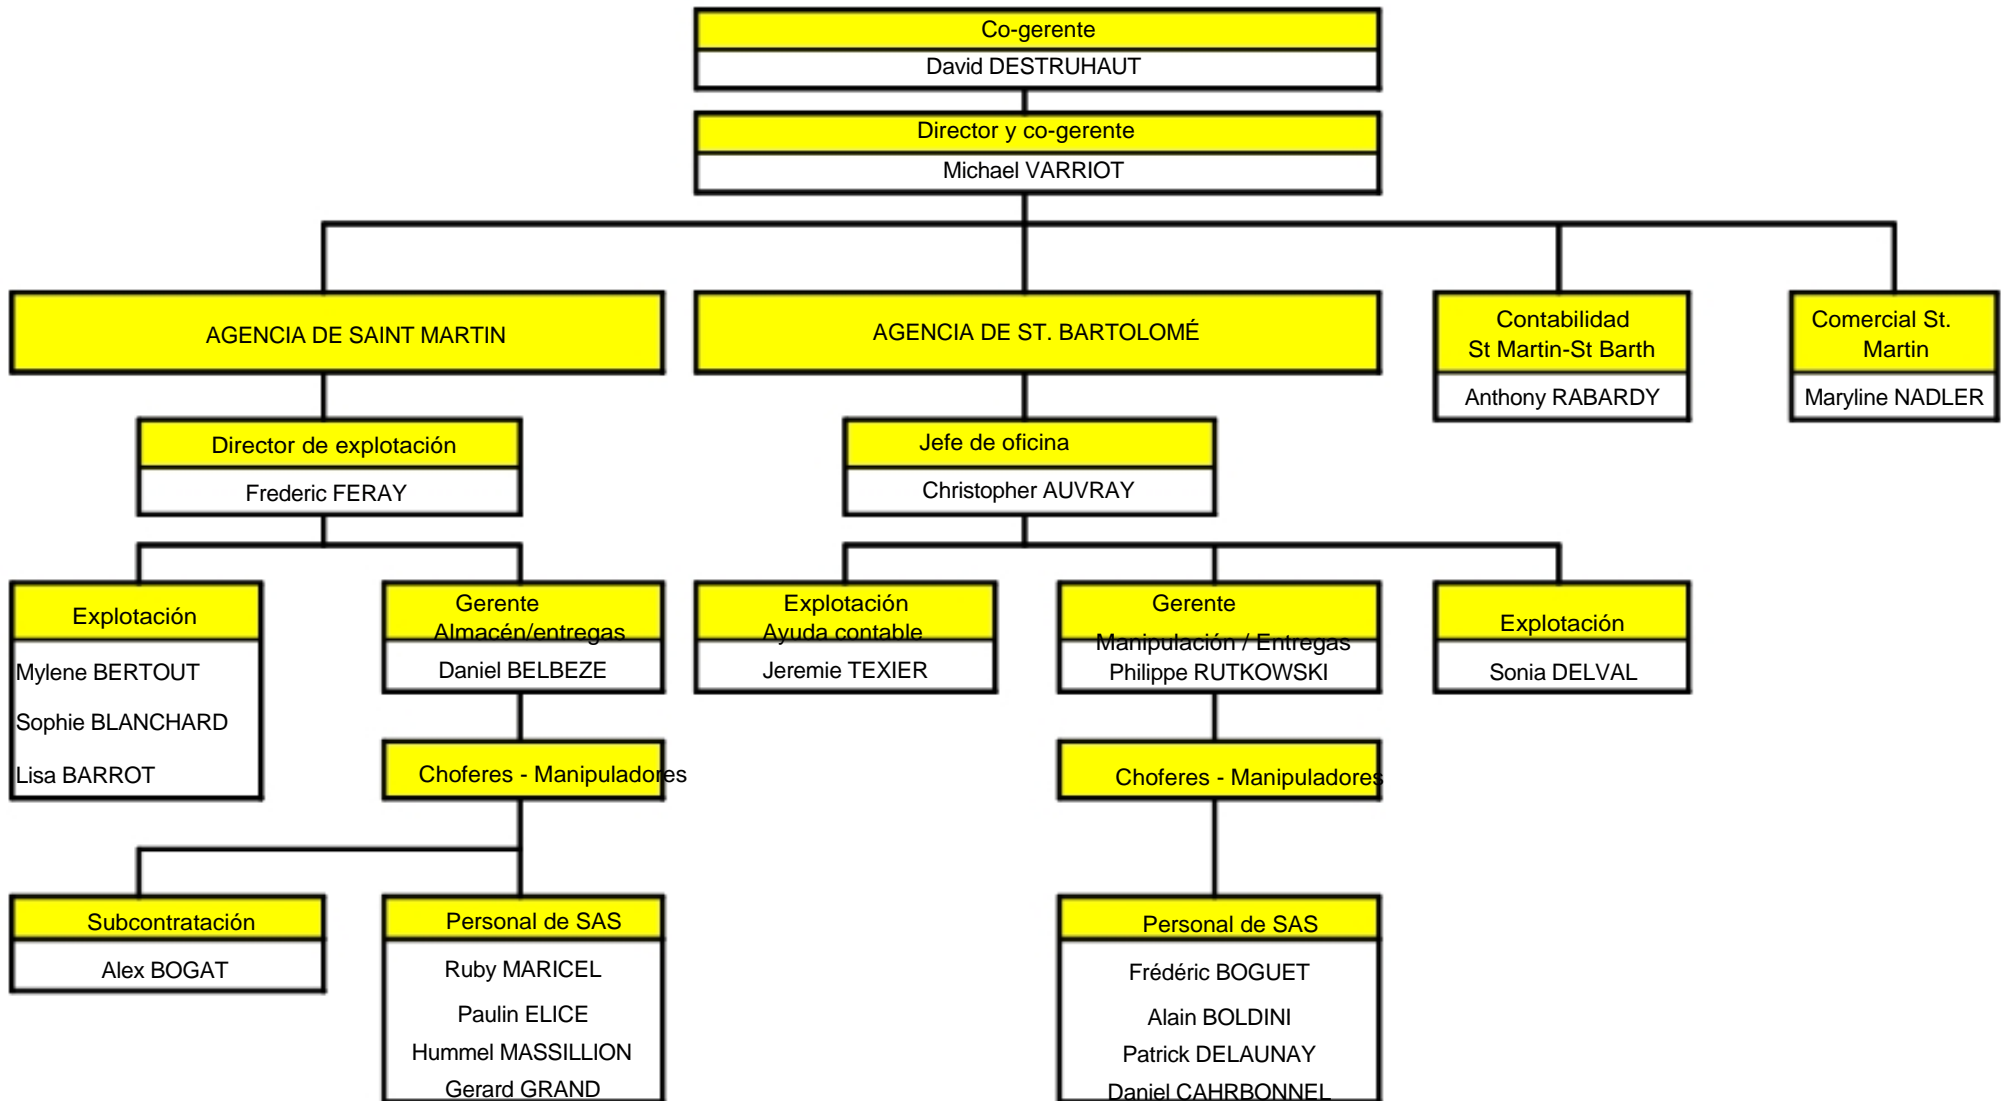 Co-gerente
David DESTRUHAUT
Director y co-gerente
Michael VARRIOT
AGENCIA DE SAINT MARTIN
AGENCIA DE ST. BARTOLOMÉ
Contabilidad
St Martin-St Barth
Anthony RABARDY
Comercial St.
Martin
Maryline NADLER
Director de explotación
Frederic FERAY
Jefe de oficina
Christopher AUVRAY
Explotación
Mylene BERTOUT
Sophie BLANCHARD
Lisa BARROT
Gerente
Almacén/entregas
Daniel BELBEZE
Explotación
Ayuda contable
Jeremie TEXIER
Gerente
Manipulación / Entregas
Philippe RUTKOWSKI
Explotación
Sonia DELVAL
Choferes - Manipuladores
Choferes - Manipuladores
Subcontratación
Alex BOGAT
Personal de SAS
Ruby MARICEL
Paulin ELICE
Hummel MASSILLION
Gerard GRAND
Personal de SAS
Frédéric BOGUET
Alain BOLDINI
Patrick DELAUNAY
Daniel CAHRBONNEL